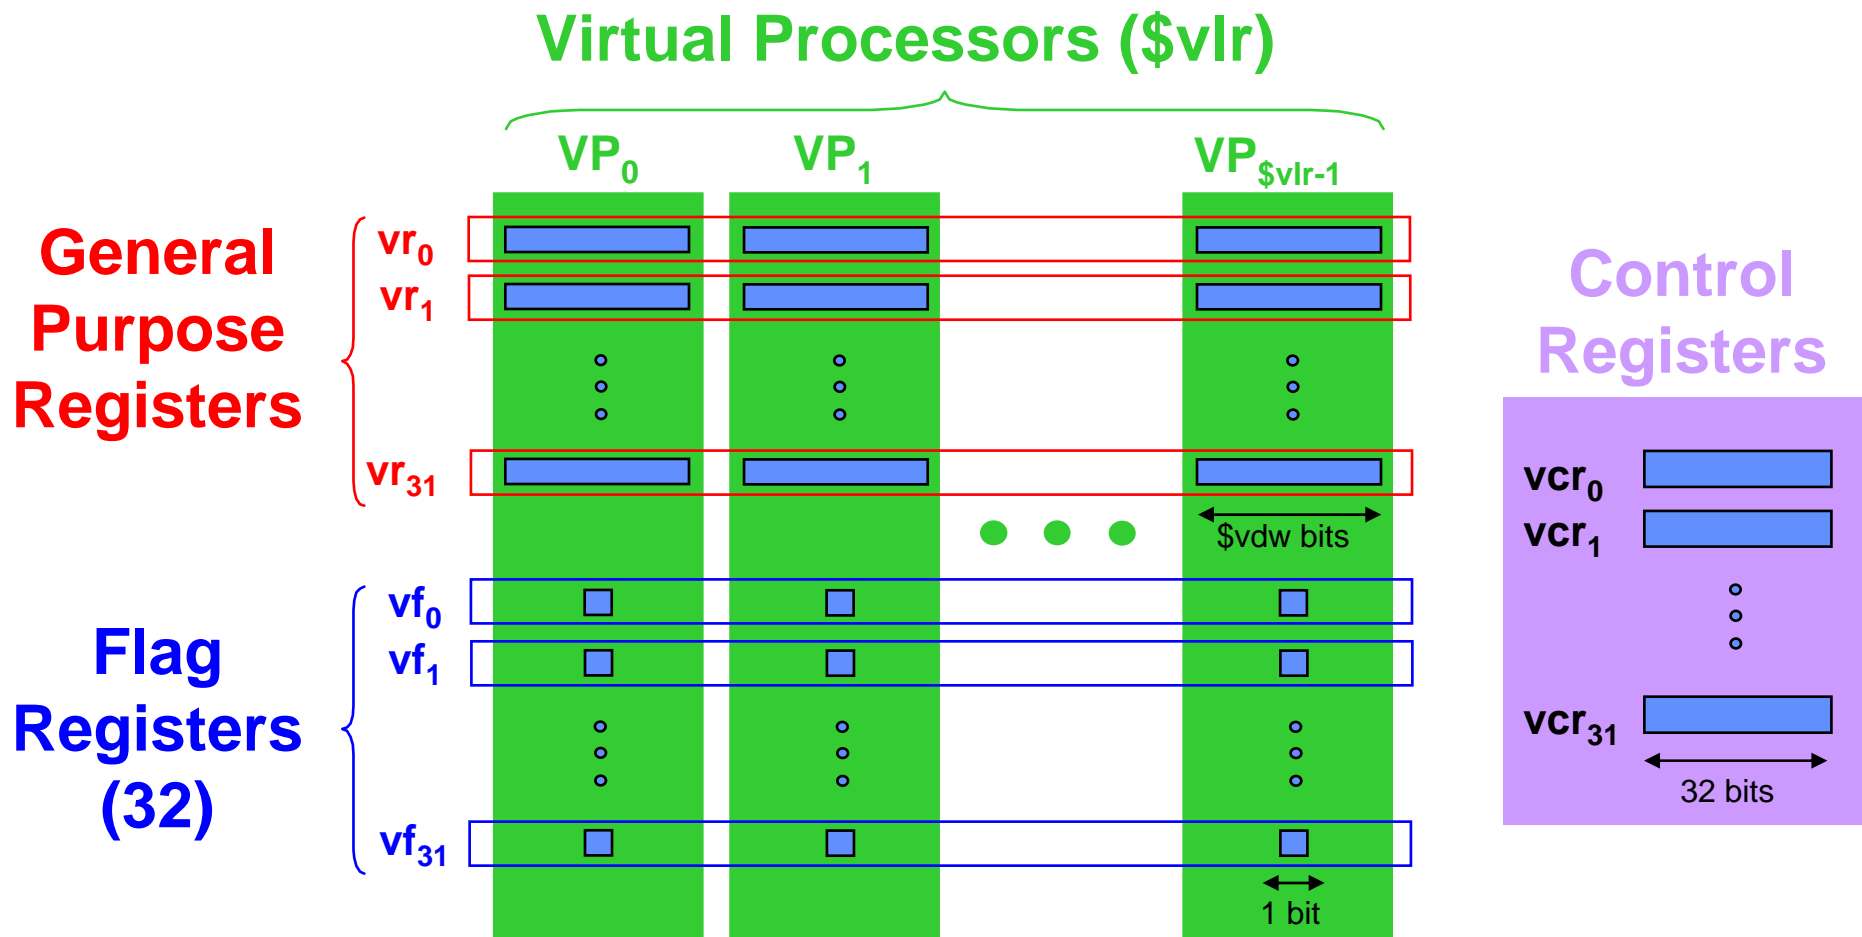 Virtual Processors ($vlr)
VP0
VP1
VP$vlr-1
General
Purpose
Registers
vr0
vr1
vr31
$vdw bits
Flag
Registers
(32)
vf0
vf1
vf31
1 bit
Control
Registers
vcr0
vcr1
vcr31
32 bits